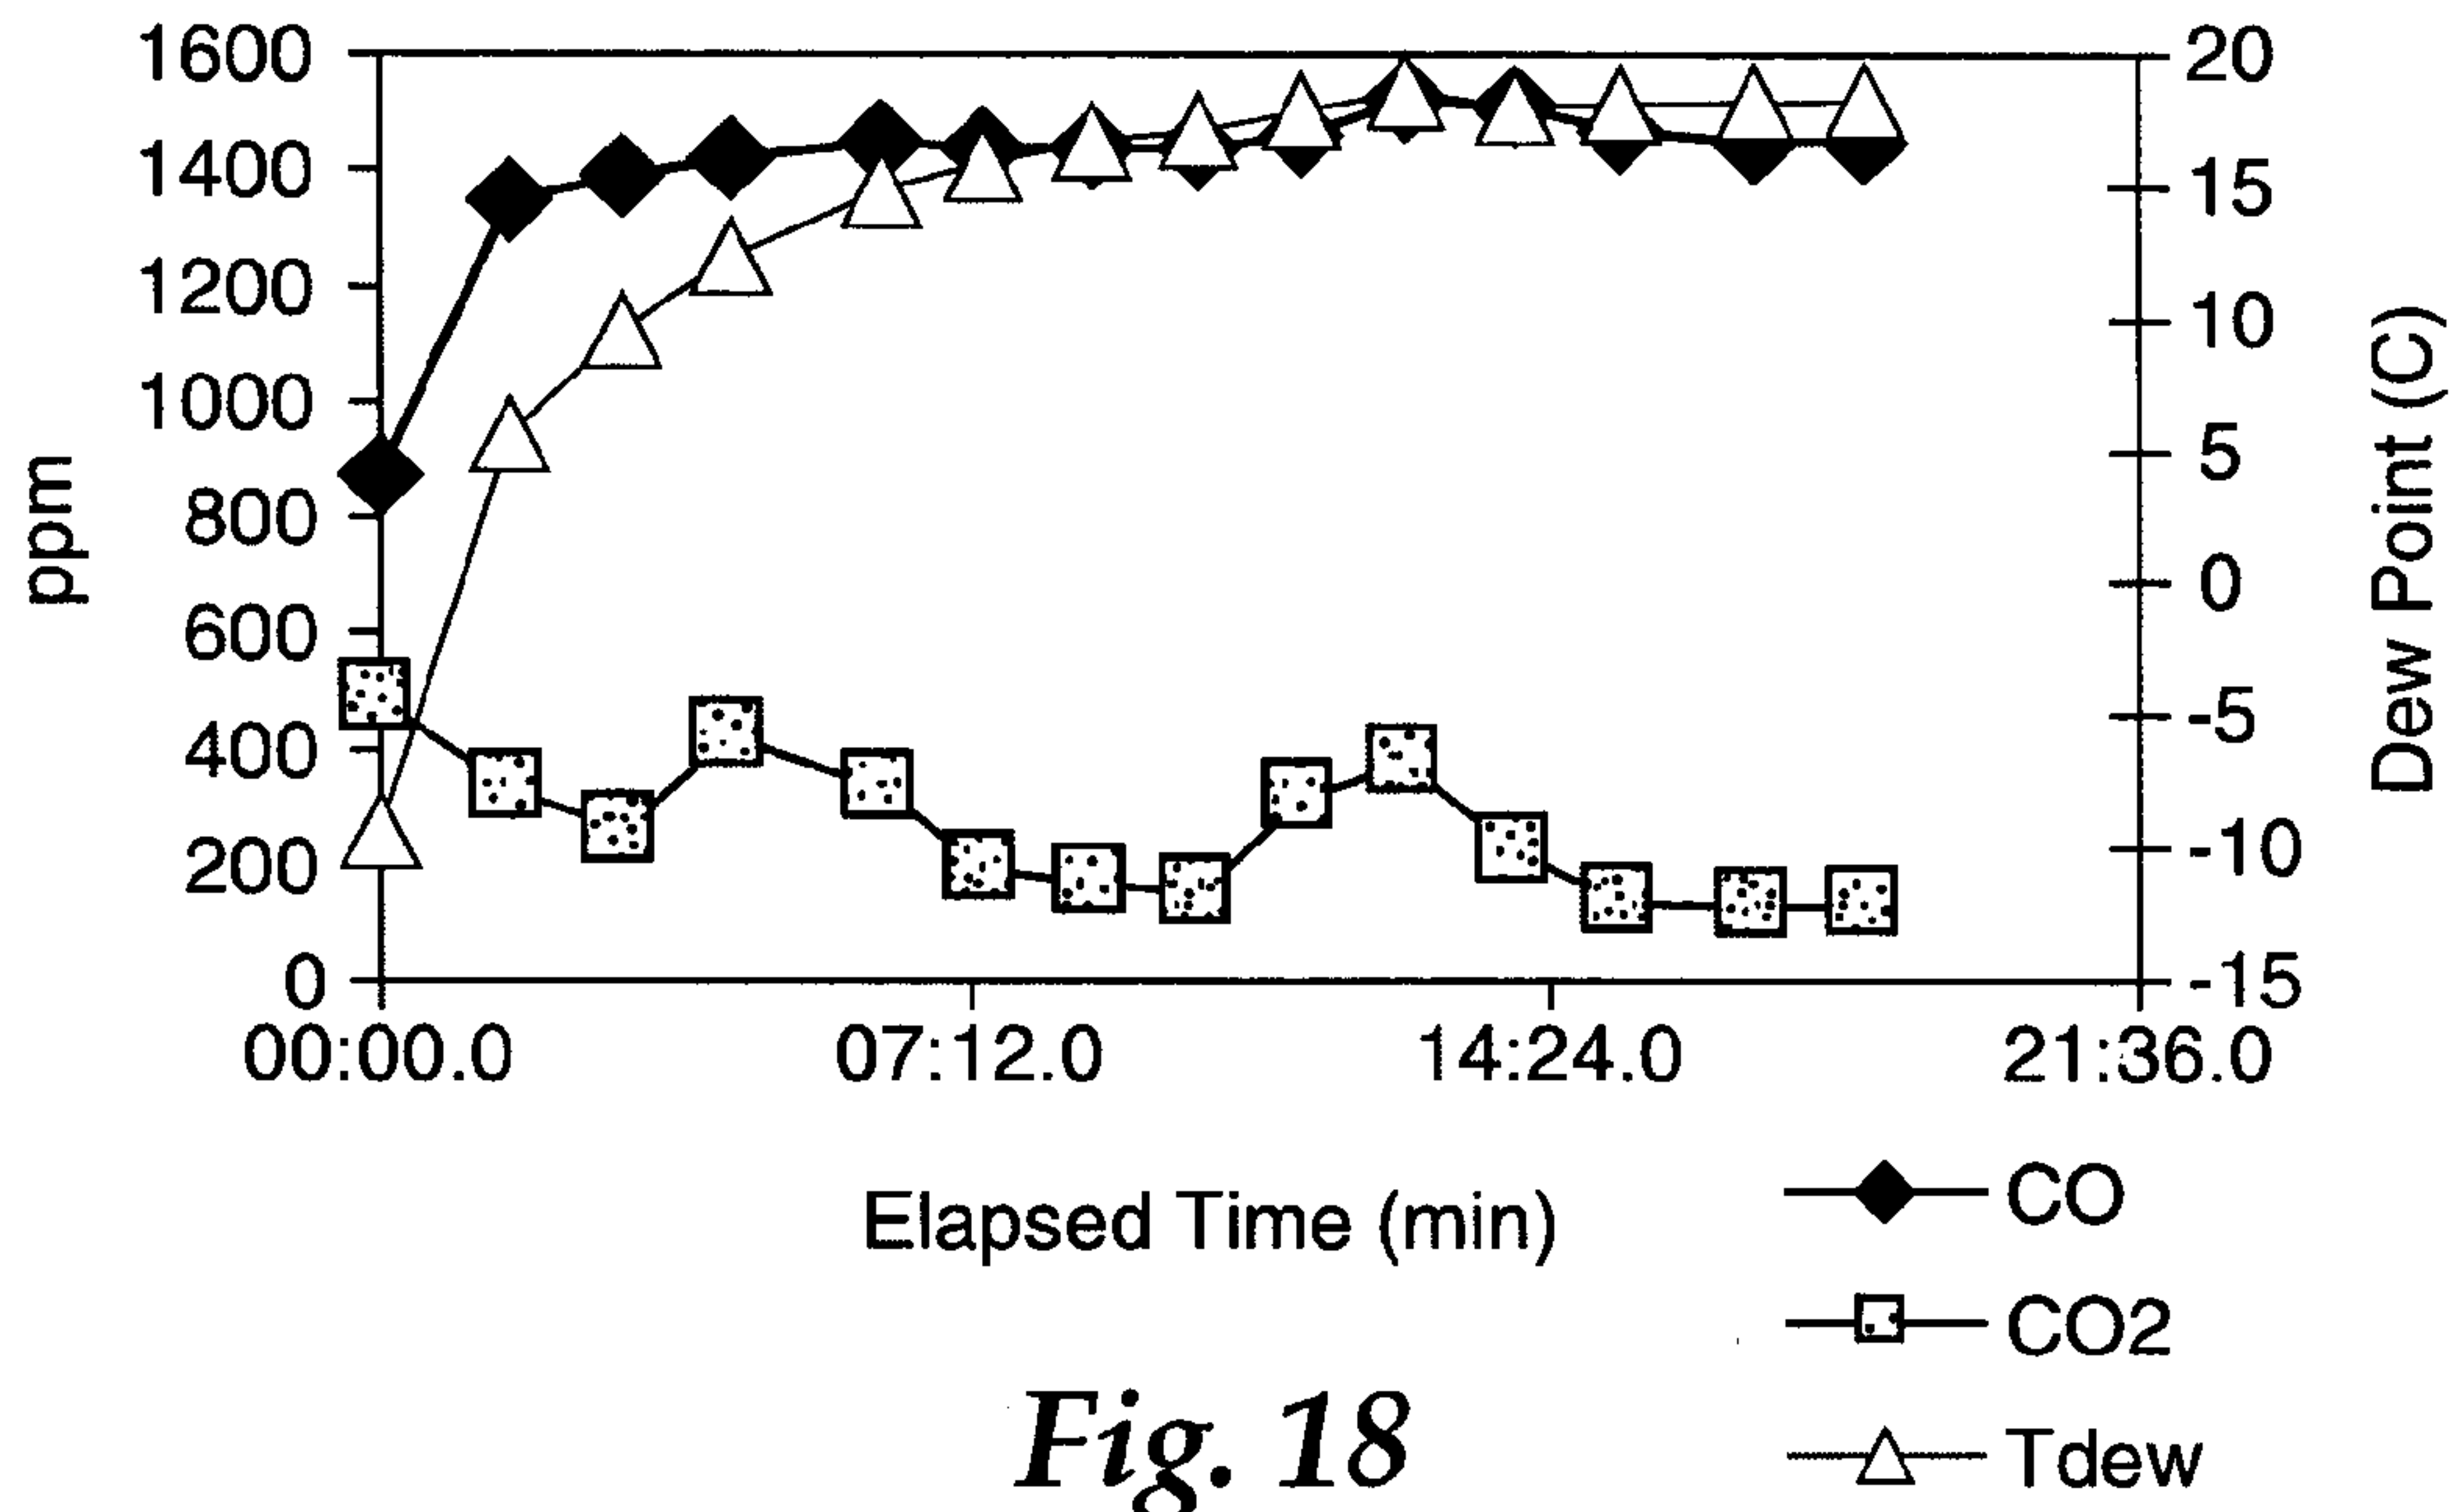 1600
1400
1200
1000
800
600
400
200
0
ppm
20
15
10
5
0
-5
-10
-15
Dew Point (C)
00:00.0 07:12.0 14:24.0 21:36.0
Elapsed Time (min)
CO
CO2
Tdew
Fig. 18